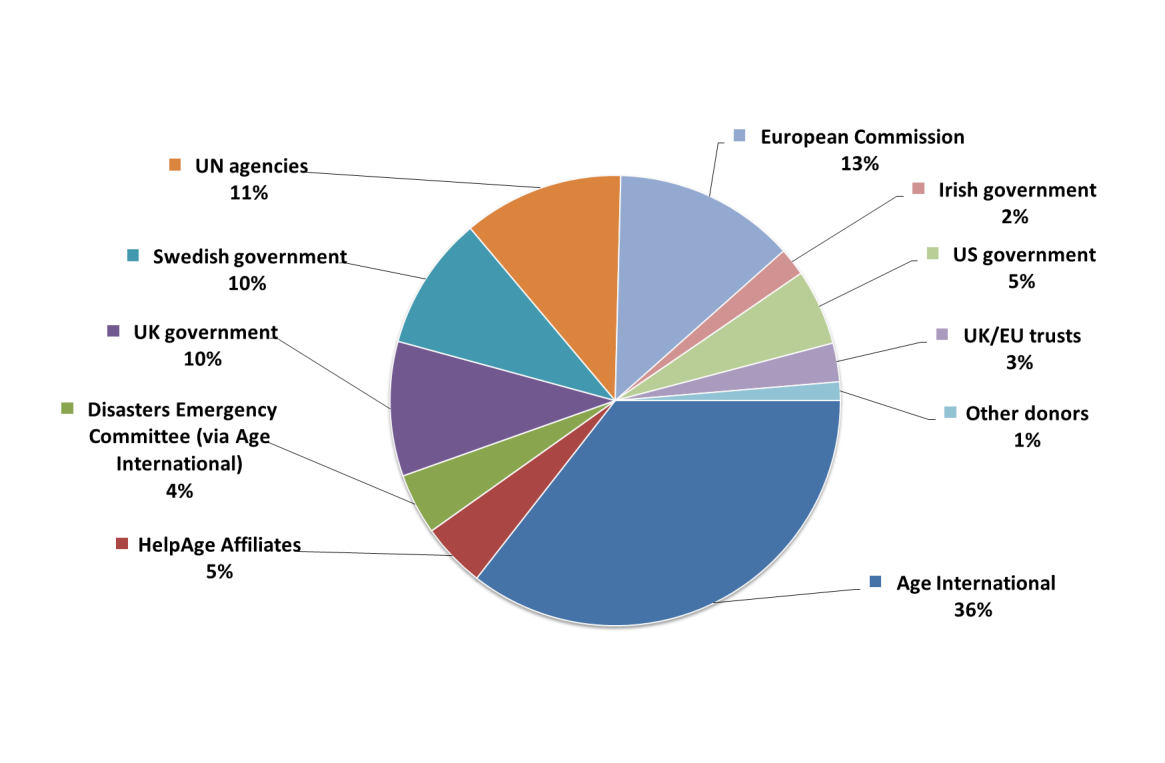 European Commission
13%
UN agencies
11%
Irish government
2%
Swedish government
10%
US government
5%
UK government
10%
UK/EU trusts
3%
Disasters Emergency
Committee (via Age
International)
4%
Other donors
1%
HelpAge Affiliates
5%
Age International
36%